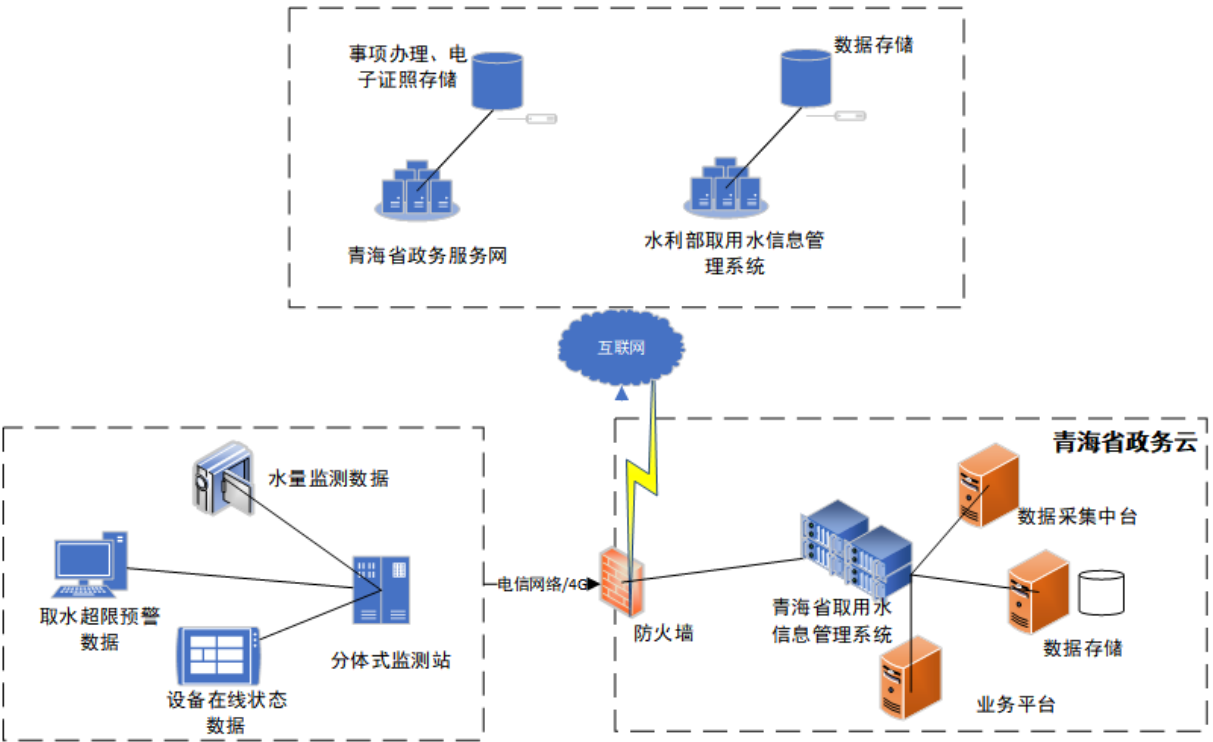 事项办理、电
子证照存储
数据存储
青海省政务服务网
水利部取用水信息管
理系统
互联网
青海省政务云
水量监测数据
数据采集中台
取水超限预警
数据
电信网络/4G
防火墙
青海省取用水
信息管理系统
数据存储
分体式监测站
设备在线状态
数据
业务平台